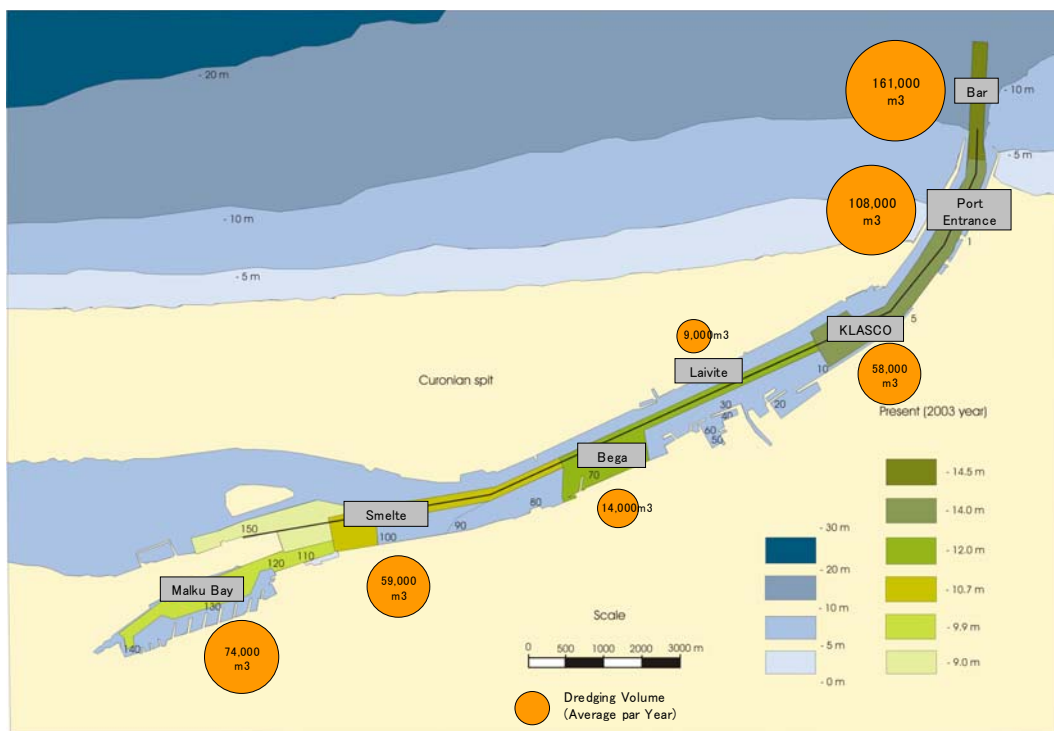 - 20 m
161,000
m3
Bar
- 10 m
- 5 m
108,000
m3
Port
Entrance
1
- 10 m
- 5 m
5
KLASCO
9,000m3
Laivite
10
58,000
m3
Curonian spit
20
30
40
60
50
Present (2003 year)
Bega
70
- 14.5 m
80
14,000m3
- 14.0 m
Smelte
90
100
150
110
120
- 30 m
- 12.0 m
- 20 m
Malku Bay
130
140
59,000
m3
- 10.7 m
- 10 m
Scale
- 9.9 m
- 5 m
74,000
m3
0 500 1000 2000 3000 m
- 9.0 m
- 0 m
Dredging Volume
(Average par Year)